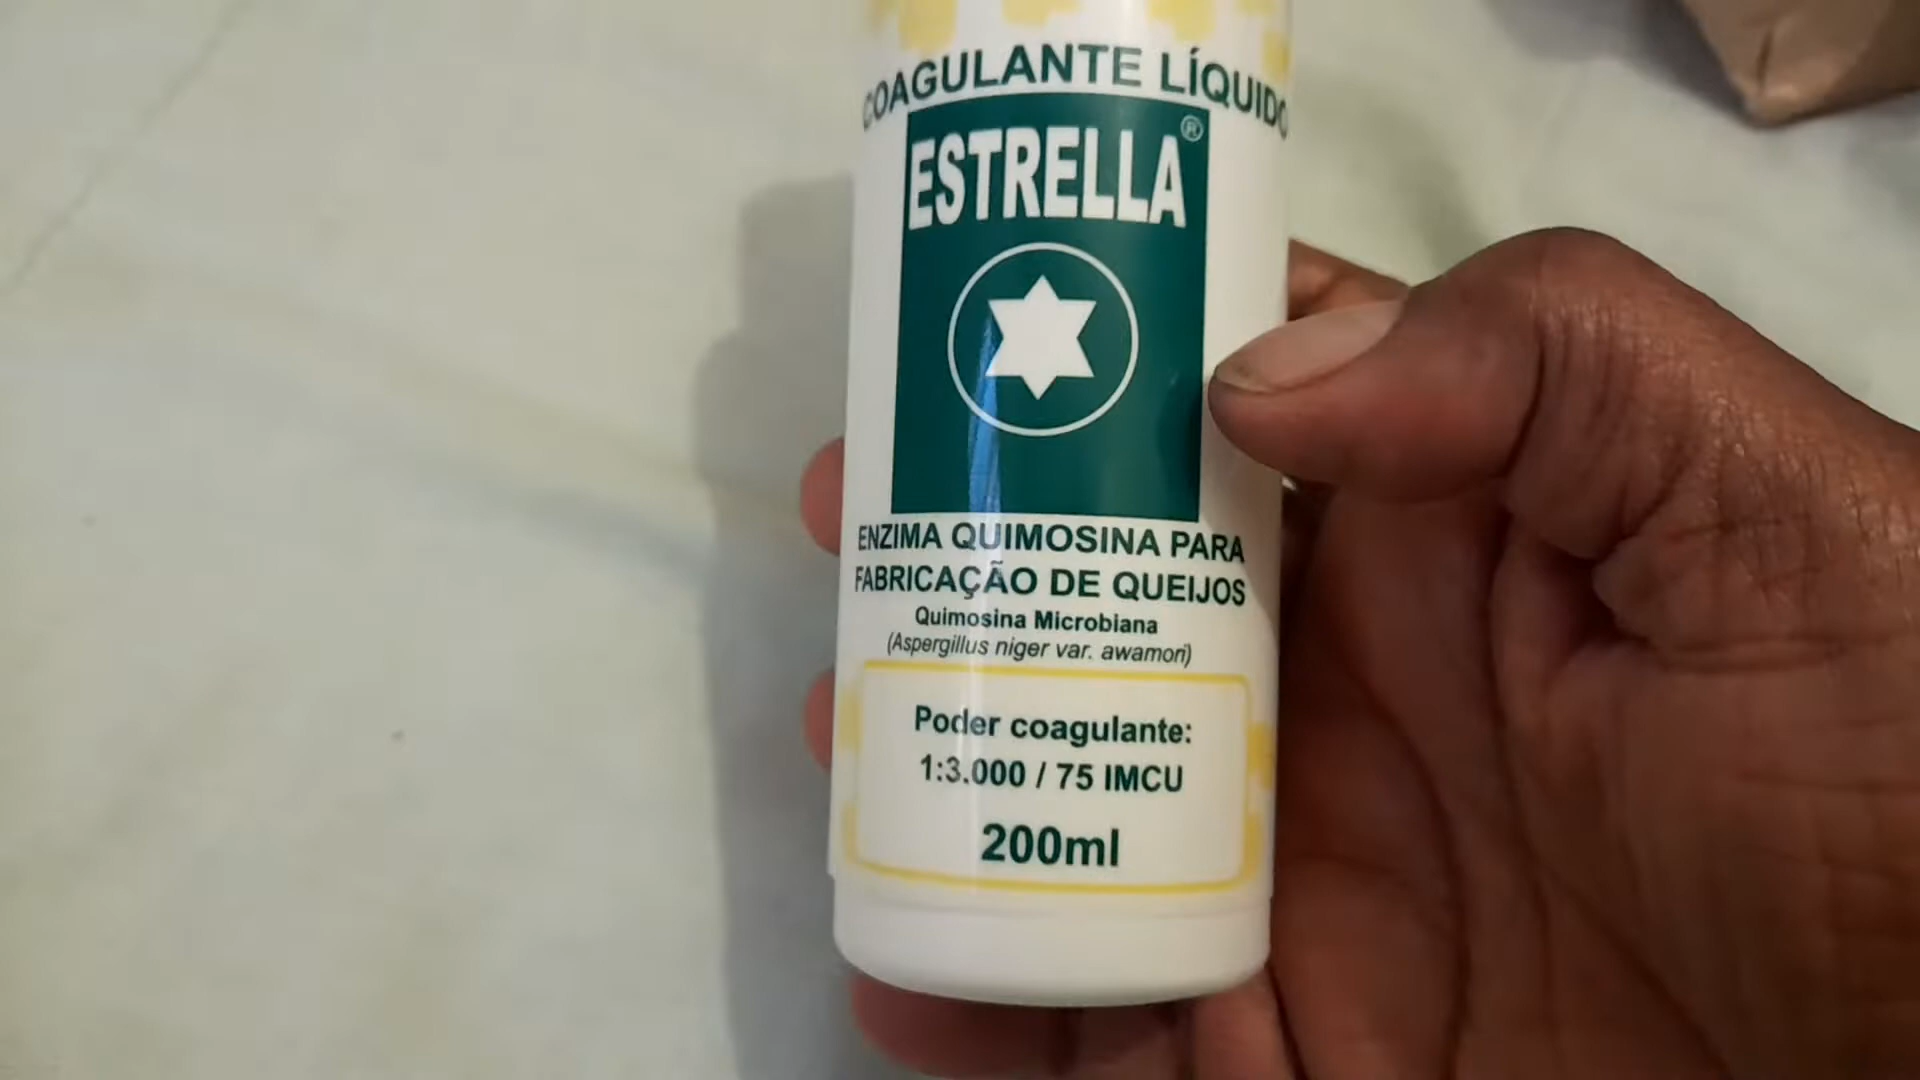 COAGULANTE LÍQUIDO
ESTRELLA®
ENZIMA QUIMOSINA PARA
FABRICAÇÃO DE QUEIJOS
Quimosina Microbiana
(Aspergillus niger var. awamori)
Poder coagulante:
1:3.000 / 75 IMCU
200ml